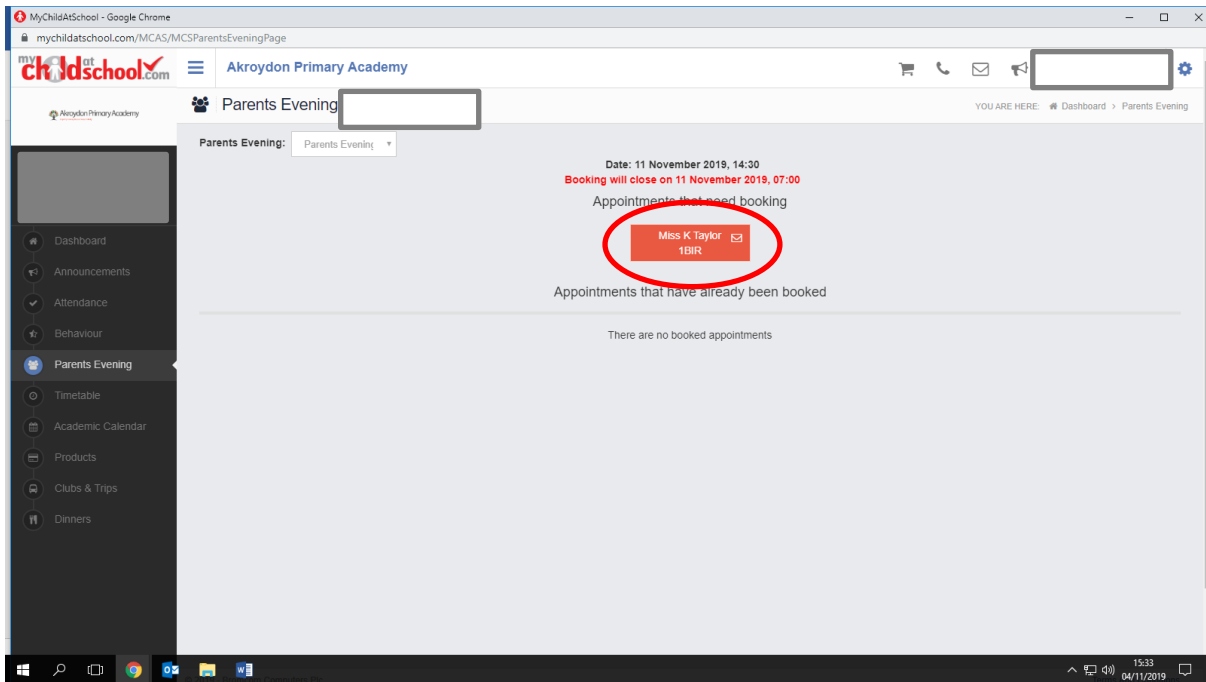 MyChildAtSchool - Google Chrome
mychildatschool.com/MCAS/MCSParentsEveningPage
my child at school.com
Akroydon Primary Academy
Akroydon Primary Academy
Parents Evening
YOU ARE HERE: Dashboard > Parents Evening
Parents Evening: Parents Evening
Date: 11 November 2019, 14:30
Booking will close on 11 November 2019, 07:00
Appointments that need booking
Miss K Taylor
1BIR
Appointments that have already been booked
There are no booked appointments
Dashboard
Announcements
Attendance
Behaviour
Parents Evening
Timetable
Academic Calendar
Products
Clubs & Trips
Dinners
15:33
04/11/2019